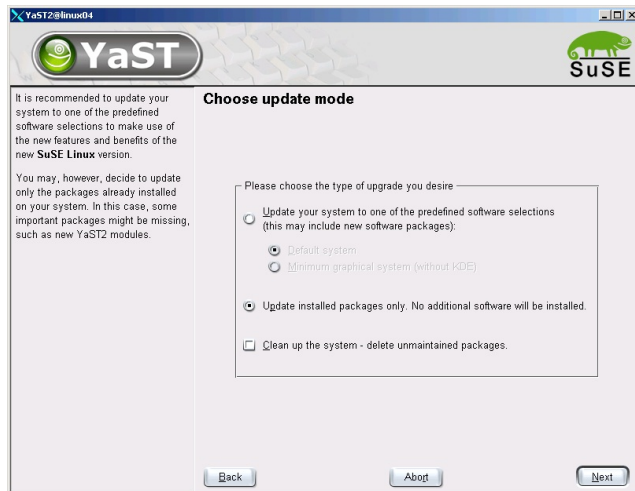 YaST2@linux04
YaST
SuSE
It is recommended to update your
system to one of the predefined
software selections to make use of
the new features and benefits of the
new SuSE Linux version.
You may, however, decide to update
only the packages already installed
on your system. In this case, some
important packages might be missing,
such as new YaST2 modules.
Choose update mode
Please choose the type of upgrade you desire
Update your system to one of the predefined software selections
(this may include new software packages):
Default system
Minimum graphical system (without KDE)
Update installed packages only. No additional software will be installed.
Clean up the system - delete unmaintained packages.
Back
Abort
Next